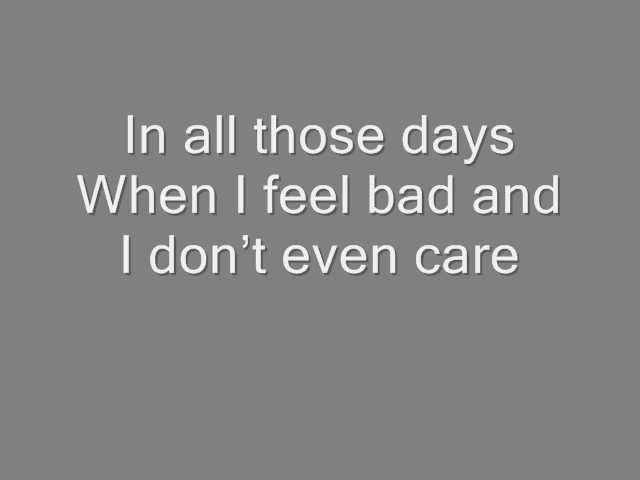 In all those days
When I feel bad and
I don’t even care